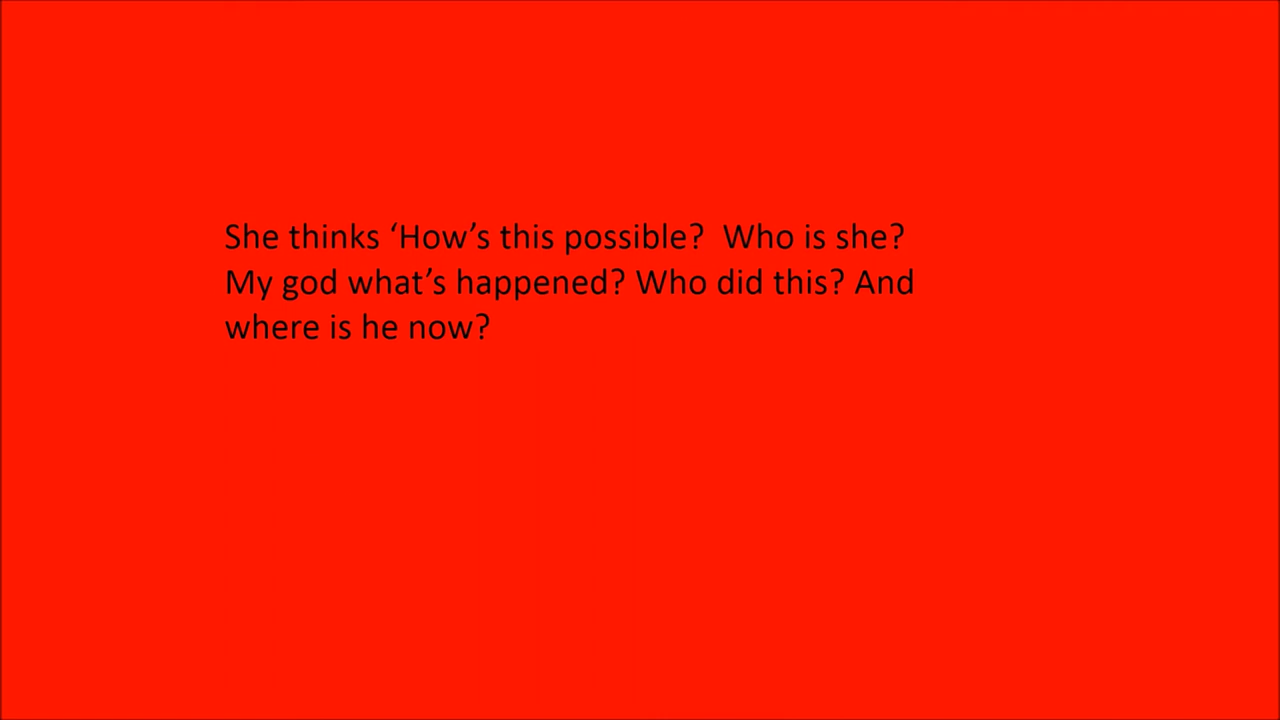 She thinks ‘How’s this possible?  Who is she?
My god what’s happened? Who did this? And
where is he now?